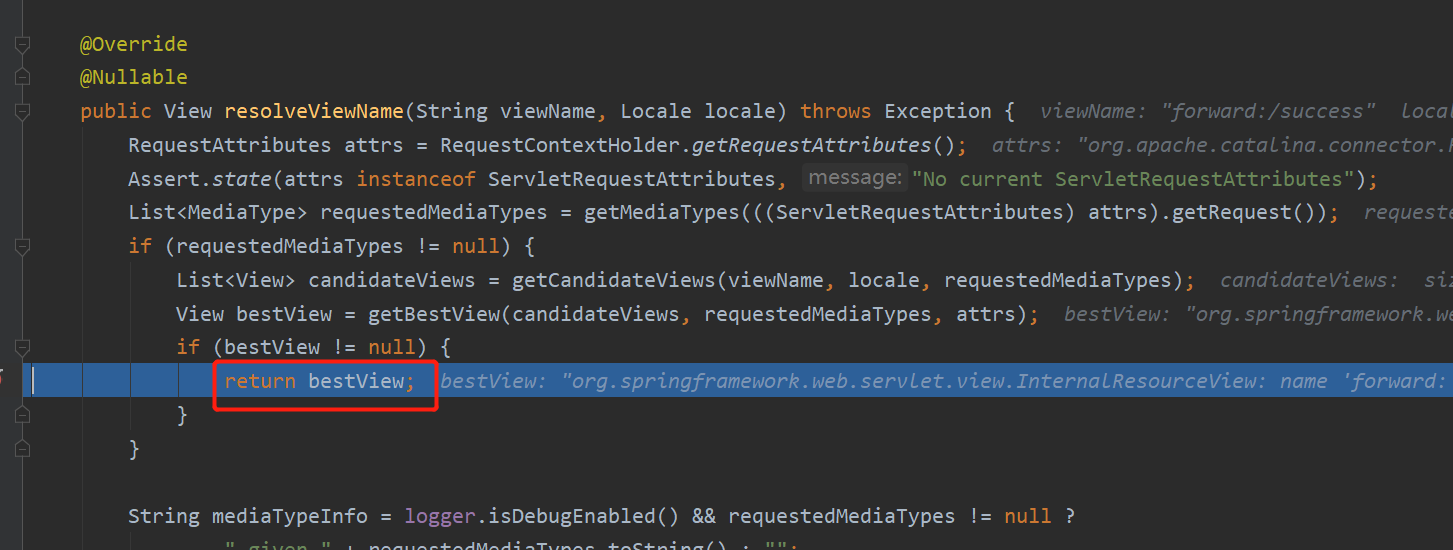 @Override
@Nullable
public View resolveViewName(String viewName, Locale locale) throws Exception { viewName: "forward:/success" loca
RequestAttributes attrs = RequestContextHolder.getRequestAttributes(); attrs: "org.apache.catalina.connector.
Assert.state(attrs instanceof ServletRequestAttributes, message: "No current ServletRequestAttributes");
List<MediaType> requestedMediaTypes = getMediaTypes(((ServletRequestAttributes) attrs).getRequest()); requeste
if (requestedMediaTypes != null) {
List<View> candidateViews = getCandidateViews(viewName, locale, requestedMediaTypes); candidateViews: siz
View bestView = getBestView(candidateViews, requestedMediaTypes, attrs); bestView: "org.springframework.we
if (bestView != null) {
return bestView; bestView: "org.springframework.web.servlet.view.InternalResourceView: name 'forward:
}
}
String mediaTypeInfo = logger.isDebugEnabled() && requestedMediaTypes != null ?
" given " + requestedMediaTypes.toString() : "";